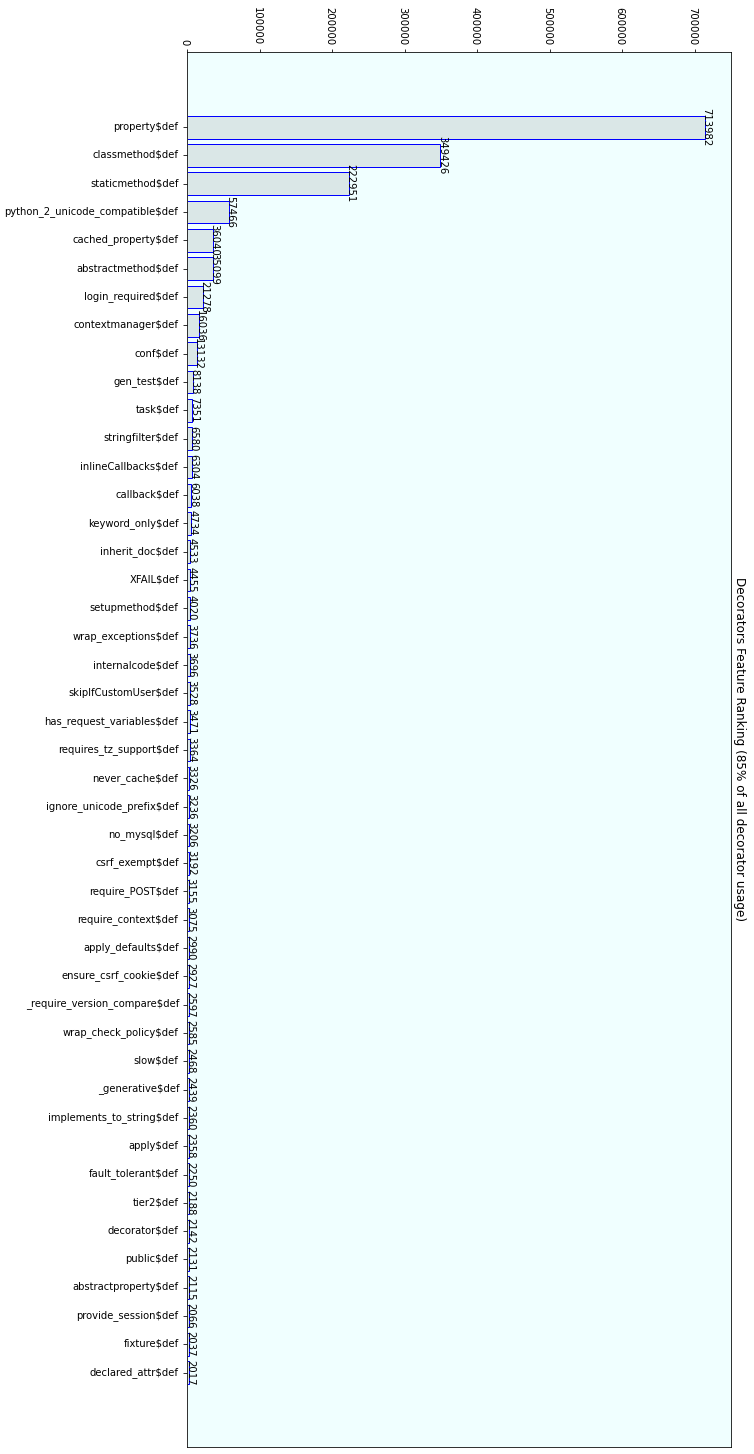 0
100000
200000
300000
400000
500000
600000
700000
property$def
713982
classmethod$def
349426
staticmethod$def
222951
python_2_unicode_compatible$def
57466
cached_property$def
36040
abstractmethod$def
35099
login_required$def
21278
contextmanager$def
16036
conf$def
13132
gen_test$def
8138
task$def
7351
stringfilter$def
6580
inlineCallbacks$def
6304
callback$def
6038
keyword_only$def
4734
inherit_doc$def
4533
XFAIL$def
4455
setupmethod$def
4020
wrap_exceptions$def
3736
internalcode$def
3696
skipIfCustomUser$def
3528
has_request_variables$def
3471
requires_tz_support$def
3364
never_cache$def
3326
ignore_unicode_prefix$def
3236
no_mysql$def
3206
csrf_exempt$def
3192
require_POST$def
3155
require_context$def
3075
apply_defaults$def
2990
ensure_csrf_cookie$def
2927
_require_version_compare$def
2597
wrap_check_policy$def
2585
slow$def
2468
_generative$def
2439
implements_to_string$def
2360
apply$def
2358
fault_tolerant$def
2250
tier2$def
2188
decorator$def
2142
public$def
2131
abstractproperty$def
2115
provide_session$def
2066
fixture$def
2037
declared_attr$def
2017
Decorators Feature Ranking (85% of all decorator usage)